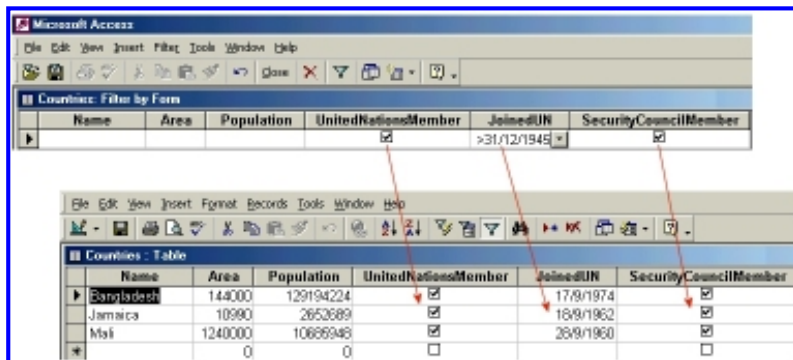 Microsoft Access
File Edit View Insert Filter Tools Window Help
Close
Countries: Filter by Form
Name Area Population UnitedNationsMember JoinedUN SecurityCouncilMember
>31/12/1945
File Edit View Insert Format Records Tools Window Help
Countries : Table
Name Area Population UnitedNationsMember JoinedUN SecurityCouncilMember
Bangladesh 144000 129194224 17/9/1974
Jamaica 10990 2652689 18/9/1962
Mali 1240000 10685948 28/9/1960
0 0